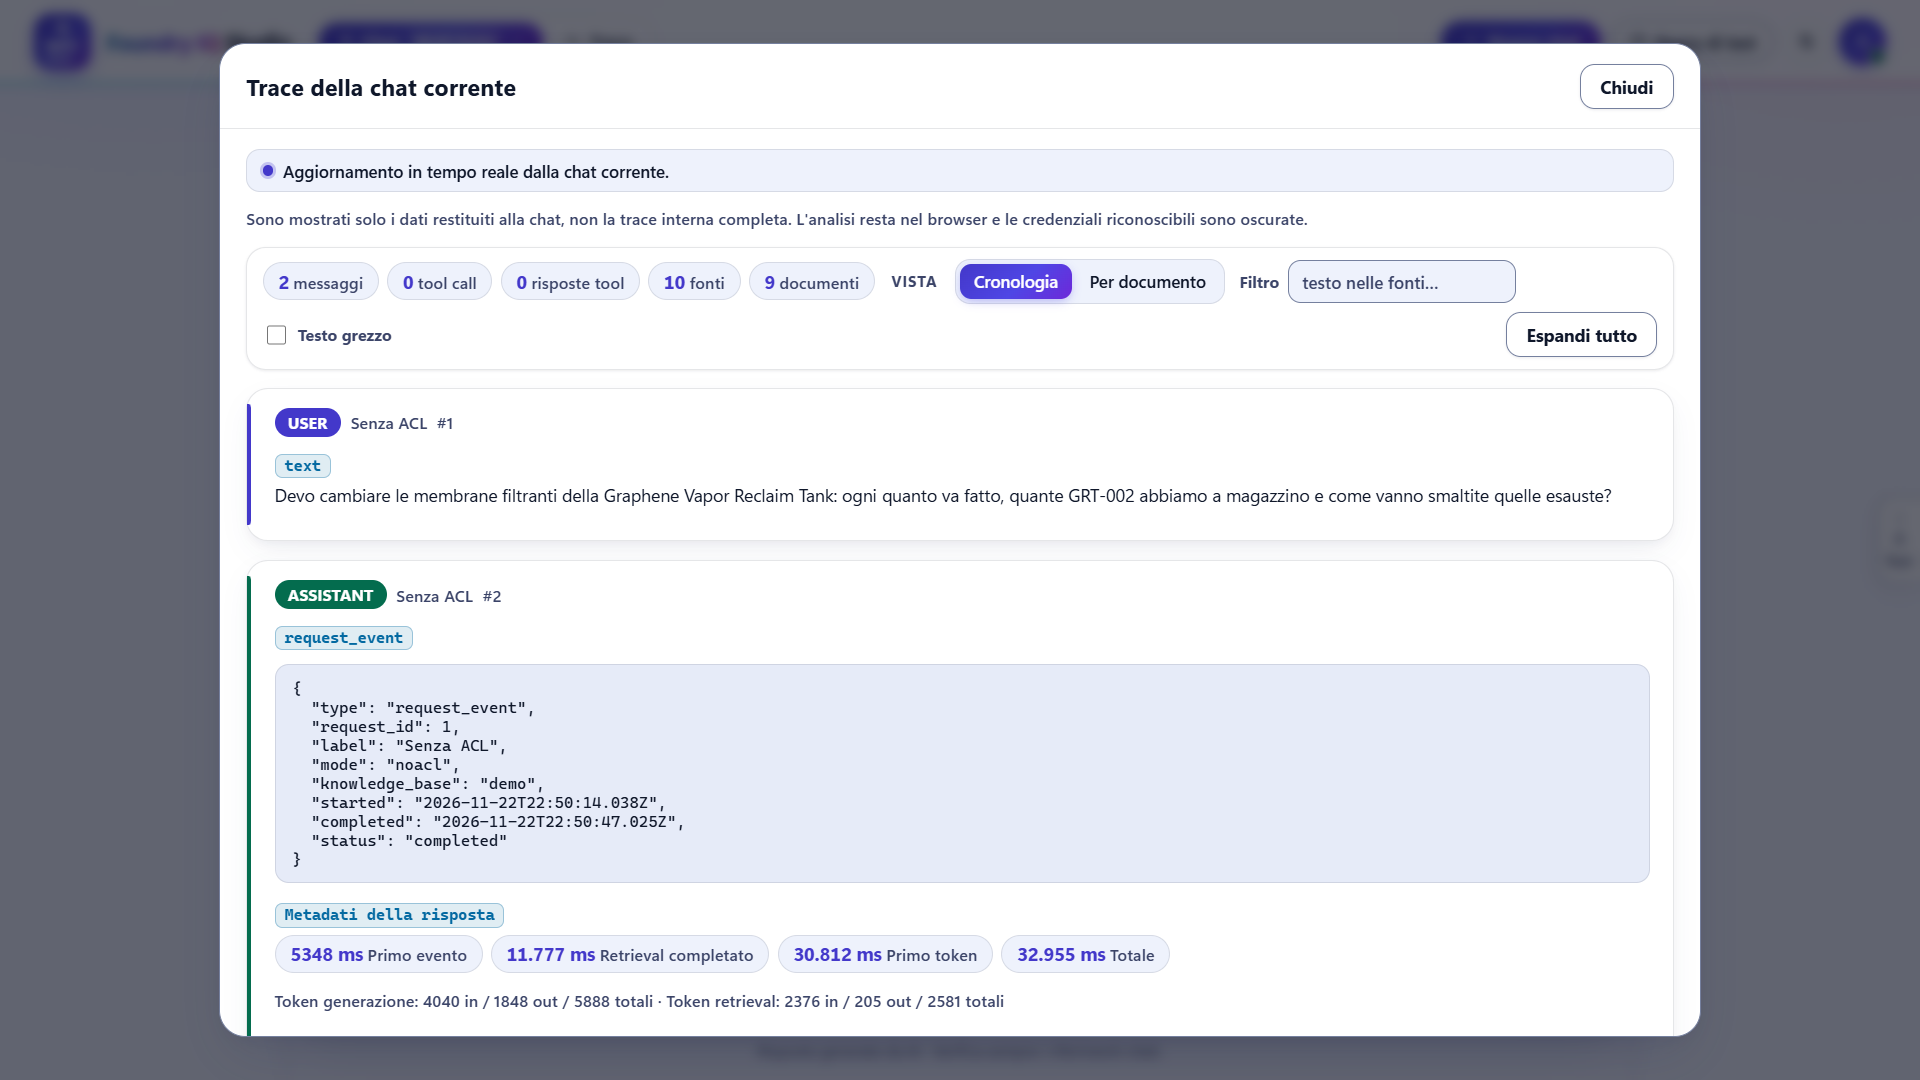 Trace della chat corrente
Chiudi
Aggiornamento in tempo reale dalla chat corrente.
Sono mostrati solo i dati restituiti alla chat, non la trace interna completa. L'analisi resta nel browser e le credenziali riconoscibili sono oscurate.
2 messaggi 0 tool call 0 risposte tool 10 fonti 9 documenti VISTA Cronologia Per documento Filtro testo nelle fonti...
Testo grezzo
Espandi tutto
USER Senza ACL #1
text
Devo cambiare le membrane filtranti della Graphene Vapor Reclaim Tank: ogni quanto va fatto, quante GRT-002 abbiamo a magazzino e come vanno smaltite quelle esauste?
ASSISTANT Senza ACL #2
request_event
{
  "type": "request_event",
  "request_id": 1,
  "label": "Senza ACL",
  "mode": "noacl",
  "knowledge_base": "demo",
  "started": "2026-11-22T22:50:14.038Z",
  "completed": "2026-11-22T22:50:47.025Z",
  "status": "completed"
}
Metadati della risposta
5348 ms Primo evento 11.777 ms Retrieval completato 30.812 ms Primo token 32.955 ms Totale
Token generazione: 4040 in / 1848 out / 5888 totali · Token retrieval: 2376 in / 205 out / 2581 totali